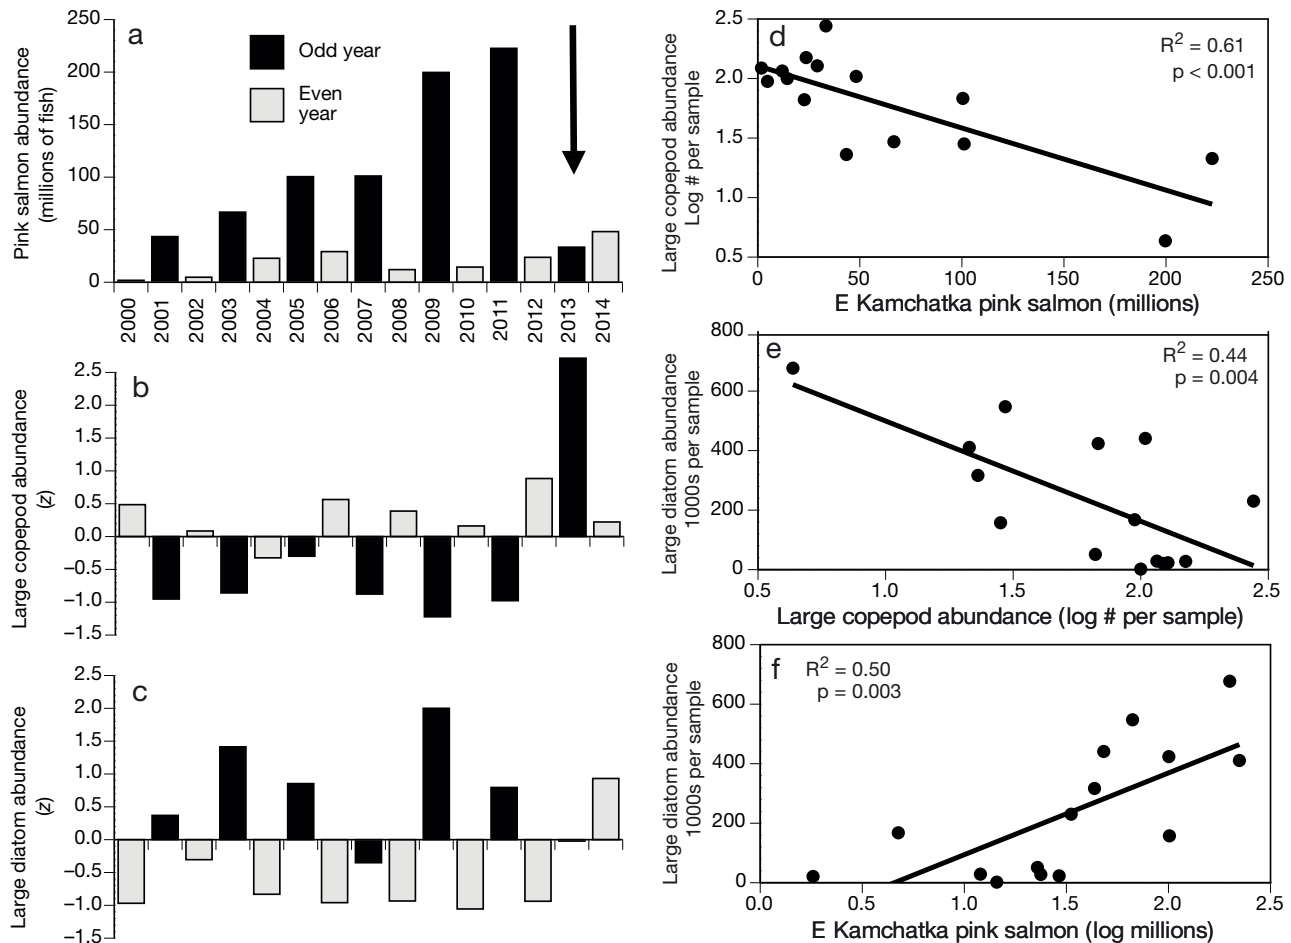 a
Odd year
Even
year
Pink salmon abundance
(millions of fish)
250
200
150
100
50
0
2000
2001
2002
2003
2004
2005
2006
2007
2008
2009
2010
2011
2012
2013
2014
b
Large copepod abundance
(z)
2.5
2.0
1.5
1.0
0.5
0.0
−0.5
−1.0
−1.5
c
Large diatom abundance
(z)
2.5
2.0
1.5
1.0
0.5
0.0
−0.5
−1.0
−1.5
d
R² = 0.61
p < 0.001
Large copepod abundance
Log # per sample
2.5
2.0
1.5
1.0
0.5
0 50 100 150 200 250
E Kamchatka pink salmon (millions)
e
R² = 0.44
p = 0.004
Large diatom abundance
1000s per sample
800
600
400
200
0
0.5 1.0 1.5 2.0 2.5
Large copepod abundance (log # per sample)
f
R² = 0.50
p = 0.003
Large diatom abundance
1000s per sample
800
600
400
200
0
0.0 0.5 1.0 1.5 2.0 2.5
E Kamchatka pink salmon (log millions)